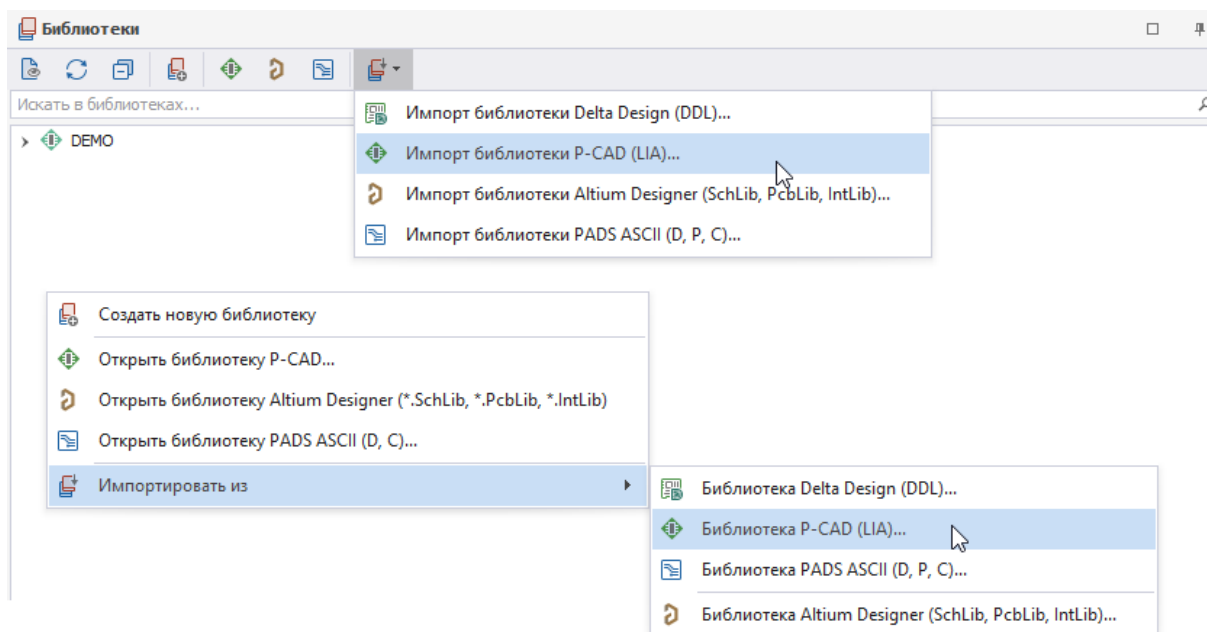 Библиотеки
Искать в библиотеках...
Импорт библиотеки Delta Design (DDL)...
DEMO
Импорт библиотеки P-CAD (LIA)...
Импорт библиотеки Altium Designer (SchLib, PcbLib, IntLib)...
Импорт библиотеки PADS ASCII (D, P, C)...
Создать новую библиотеку
Открыть библиотеку P-CAD...
Открыть библиотеку Altium Designer (*.SchLib, *.PcbLib, *.IntLib)
Открыть библиотеку PADS ASCII (D, C)...
Импортировать из
Библиотека Delta Design (DDL)...
Библиотека P-CAD (LIA)...
Библиотека PADS ASCII (D, P, C)...
Библиотека Altium Designer (SchLib, PcbLib, IntLib)...